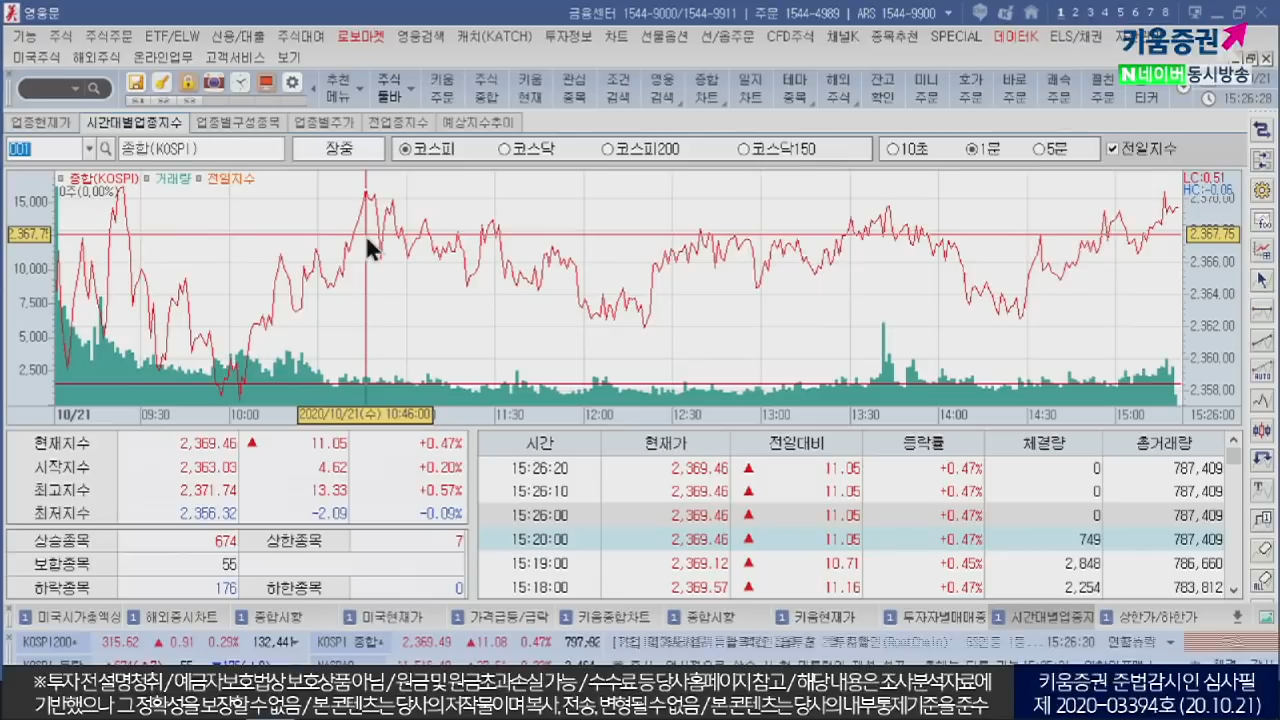 영웅문
금융센터 1544-9000/1544-9911 | 주문 1544-4989 | ARS 1544-9900
1 2 3 4 5 6 7 8
기능 주식 주식주문 ETF/ELW 신용/대출 주식대여 로보마켓 영웅검색 캐치(KATCH) 투자정보 차트 선물옵션 선/옵주문 CFD주식 채널K 종목추천 SPECIAL 데이터K ELS/채권
키움증권
미국주식 해외주식 온라인업무 고객서비스 보기
N 네이버 동시방송
추천메뉴 주식툴바 키움주문 주식종합 키움현재 관심종목 조건검색 영웅검색 종합차트 일지차트 테마종목 해외주식 잔고확인 미니주문 호가주문 바로주문 쾌속주문
15:26:28
업종현재가 시간대별업종지수 업종별구성종목 업종별주가 전업종지수 예상지수추이
001 종합(KOSPI) 장중 코스피 코스닥 코스피200 코스닥150 10초 1분 5분 전일지수
종합(KOSPI) 거래량 전일지수
0주(0,00%)
LC:0,51
HC:-0,06
15,000
2,370,00
2,367,75
2,367,75
10,000
2,366,00
7,500
2,364,00
5,000
2,362,00
2,500
2,360,00
2,358,00
10/21 09:30 10:00 2020/10/21(수) 10:46:00 11:30 12:00 12:30 13:00 13:30 14:00 14:30 15:00 15:26:00
현재지수 2,369.46 ▲ 11.05 +0.47%
시작지수 2,363.03 4.62 +0.20%
최고지수 2,371.74 13.33 +0.57%
최저지수 2,356.32 -2.09 -0.09%
상승종목 674 상한종목 7
보합종목 55
하락종목 176 하한종목 0
시간 현재가 전일대비 등락률 체결량 총거래량
15:26:20 2,369.46 ▲ 11.05 +0.47% 0 787,409
15:26:10 2,369.46 ▲ 11.05 +0.47% 0 787,409
15:26:00 2,369.46 ▲ 11.05 +0.47% 0 787,409
15:20:00 2,369.46 ▲ 11.05 +0.47% 749 787,409
15:19:00 2,369.12 ▲ 10.71 +0.45% 2,848 786,660
15:18:00 2,369.57 ▲ 11.16 +0.47% 2,254 783,812
미국시가총액상 1 해외증시차트 1 종합시황 1 미국현재가 1 가격급등/급락 1 키움종합차트 1 종합시황 1 키움현재가 1 투자자별매매종 1 시간대별업종지 1 상한가/하한가
KOSPI200 315.62 ▲ 0.91 0.29% KOSPI 종합 2,369.49 ▲11.08 0.47% 15:26:20
※투자 전 설명청취 / 예금자보호법상 보호상품 아님 / 원금 및 원금초과손실 가능 / 수수료 등 당사홈페이지 참고 / 해당 내용은 조사분석자료에
기반했으나 그 정확성을 보장할 수 없음 / 본 콘텐츠는 당사의 저작물이며 복사, 전송, 변형될 수 없음 / 본 콘텐츠는 당사의 내부통제기준을 준수
키움증권 준법감시인 심사필
제 2020-03394호 (20.10.21)